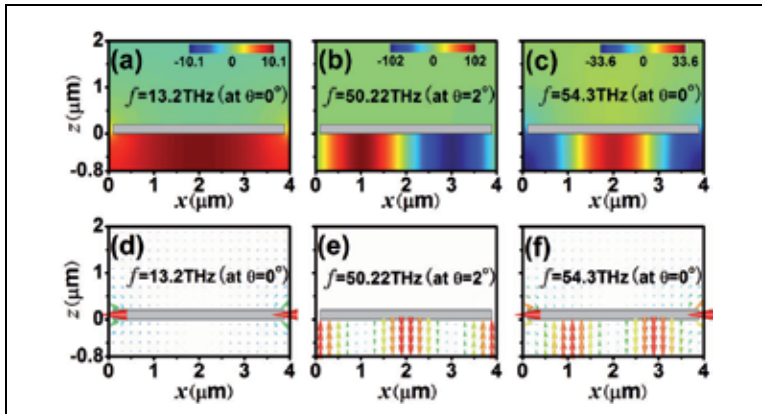 (a) -10.1 0 10.1
f=13.2THz (at θ=0°)
(b) -102 0 102
f=50.22THz (at θ=2°)
(c) -33.6 0 33.6
f=54.3THz (at θ=0°)
z(μm)
2
1
0
-0.8
0 1 2 3 4
x(μm)
0 1 2 3 4
x(μm)
0 1 2 3 4
x(μm)
(d)
f=13.2THz (at θ=0°)
(e)
f=50.22THz (at θ=2°)
(f)
f=54.3THz (at θ=0°)
z(μm)
2
1
0
-0.8
0 1 2 3 4
x(μm)
0 1 2 3 4
x(μm)
0 1 2 3 4
x(μm)